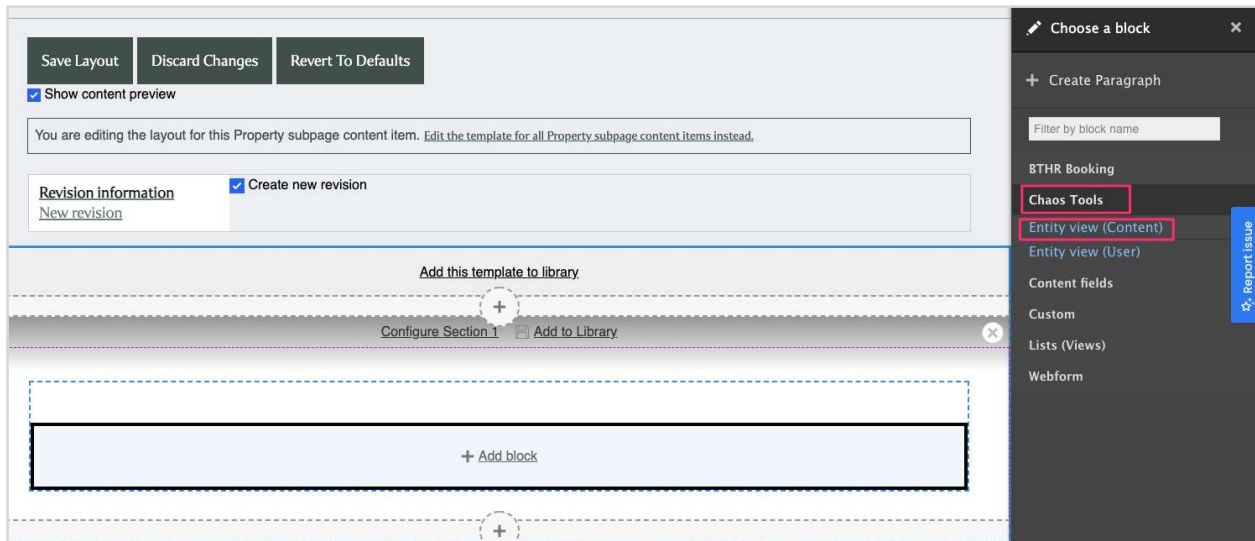 Save Layout
Discard Changes
Revert To Defaults
Show content preview
You are editing the layout for this Property subpage content item. Edit the template for all Property subpage content items instead.
Revision information
New revision
Create new revision
Add this template to library
+
Configure Section 1 Add to Library
+ Add block
+
Choose a block
+ Create Paragraph
Filter by block name
BTHR Booking
Chaos Tools
Entity view (Content)
Entity view (User)
Content fields
Custom
Lists (Views)
Webform
Report issue